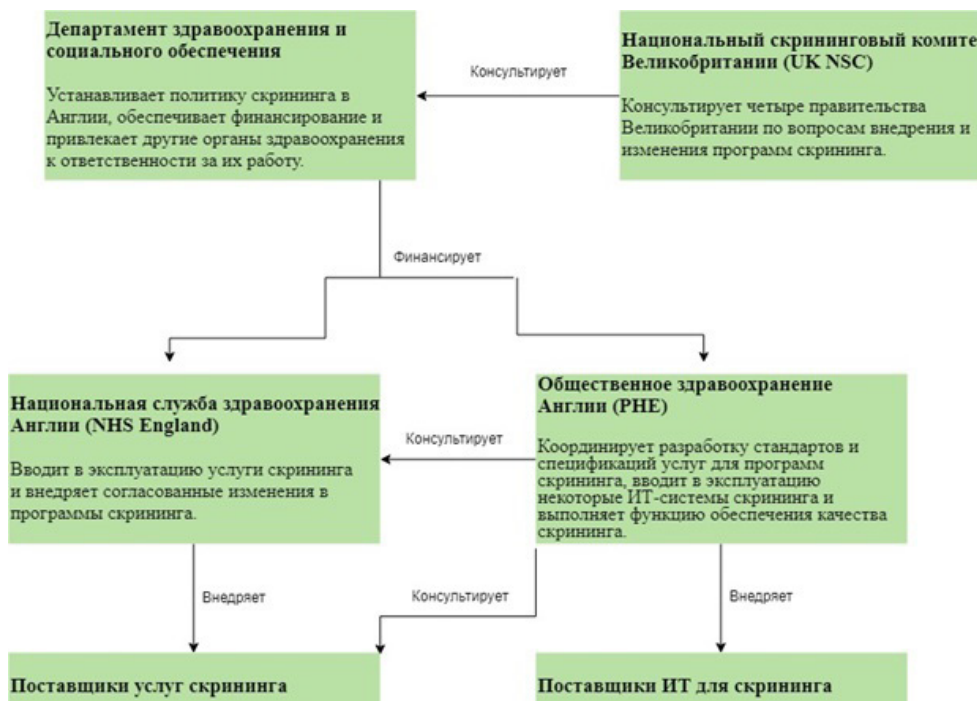 Департамент здравоохранения и
социального обеспечения
Устанавливает политику скрининга в
Англии, обеспечивает финансирование и
привлекает другие органы здравоохранения
к ответственности за их работу.
Консультирует
Национальный скрининговый комите
Великобритании (UK NSC)
Консультирует четыре правительства
Великобритании по вопросам внедрения и
изменения программ скрининга.
Финансирует
Национальная служба здравоохранения
Англии (NHS England)
Вводит в эксплуатацию услуги скрининга
и внедряет согласованные изменения в
программы скрининга.
Консультирует
Общественное здравоохранение
Англии (PHE)
Координирует разработку стандартов и
спецификаций услуг для программ
скрининга, вводит в эксплуатацию
некоторые ИТ-системы скрининга и
выполняет функцию обеспечения качества
скрининга.
Внедряет
Консультирует
Внедряет
Поставщики услуг скрининга
Поставщики ИТ для скрининга